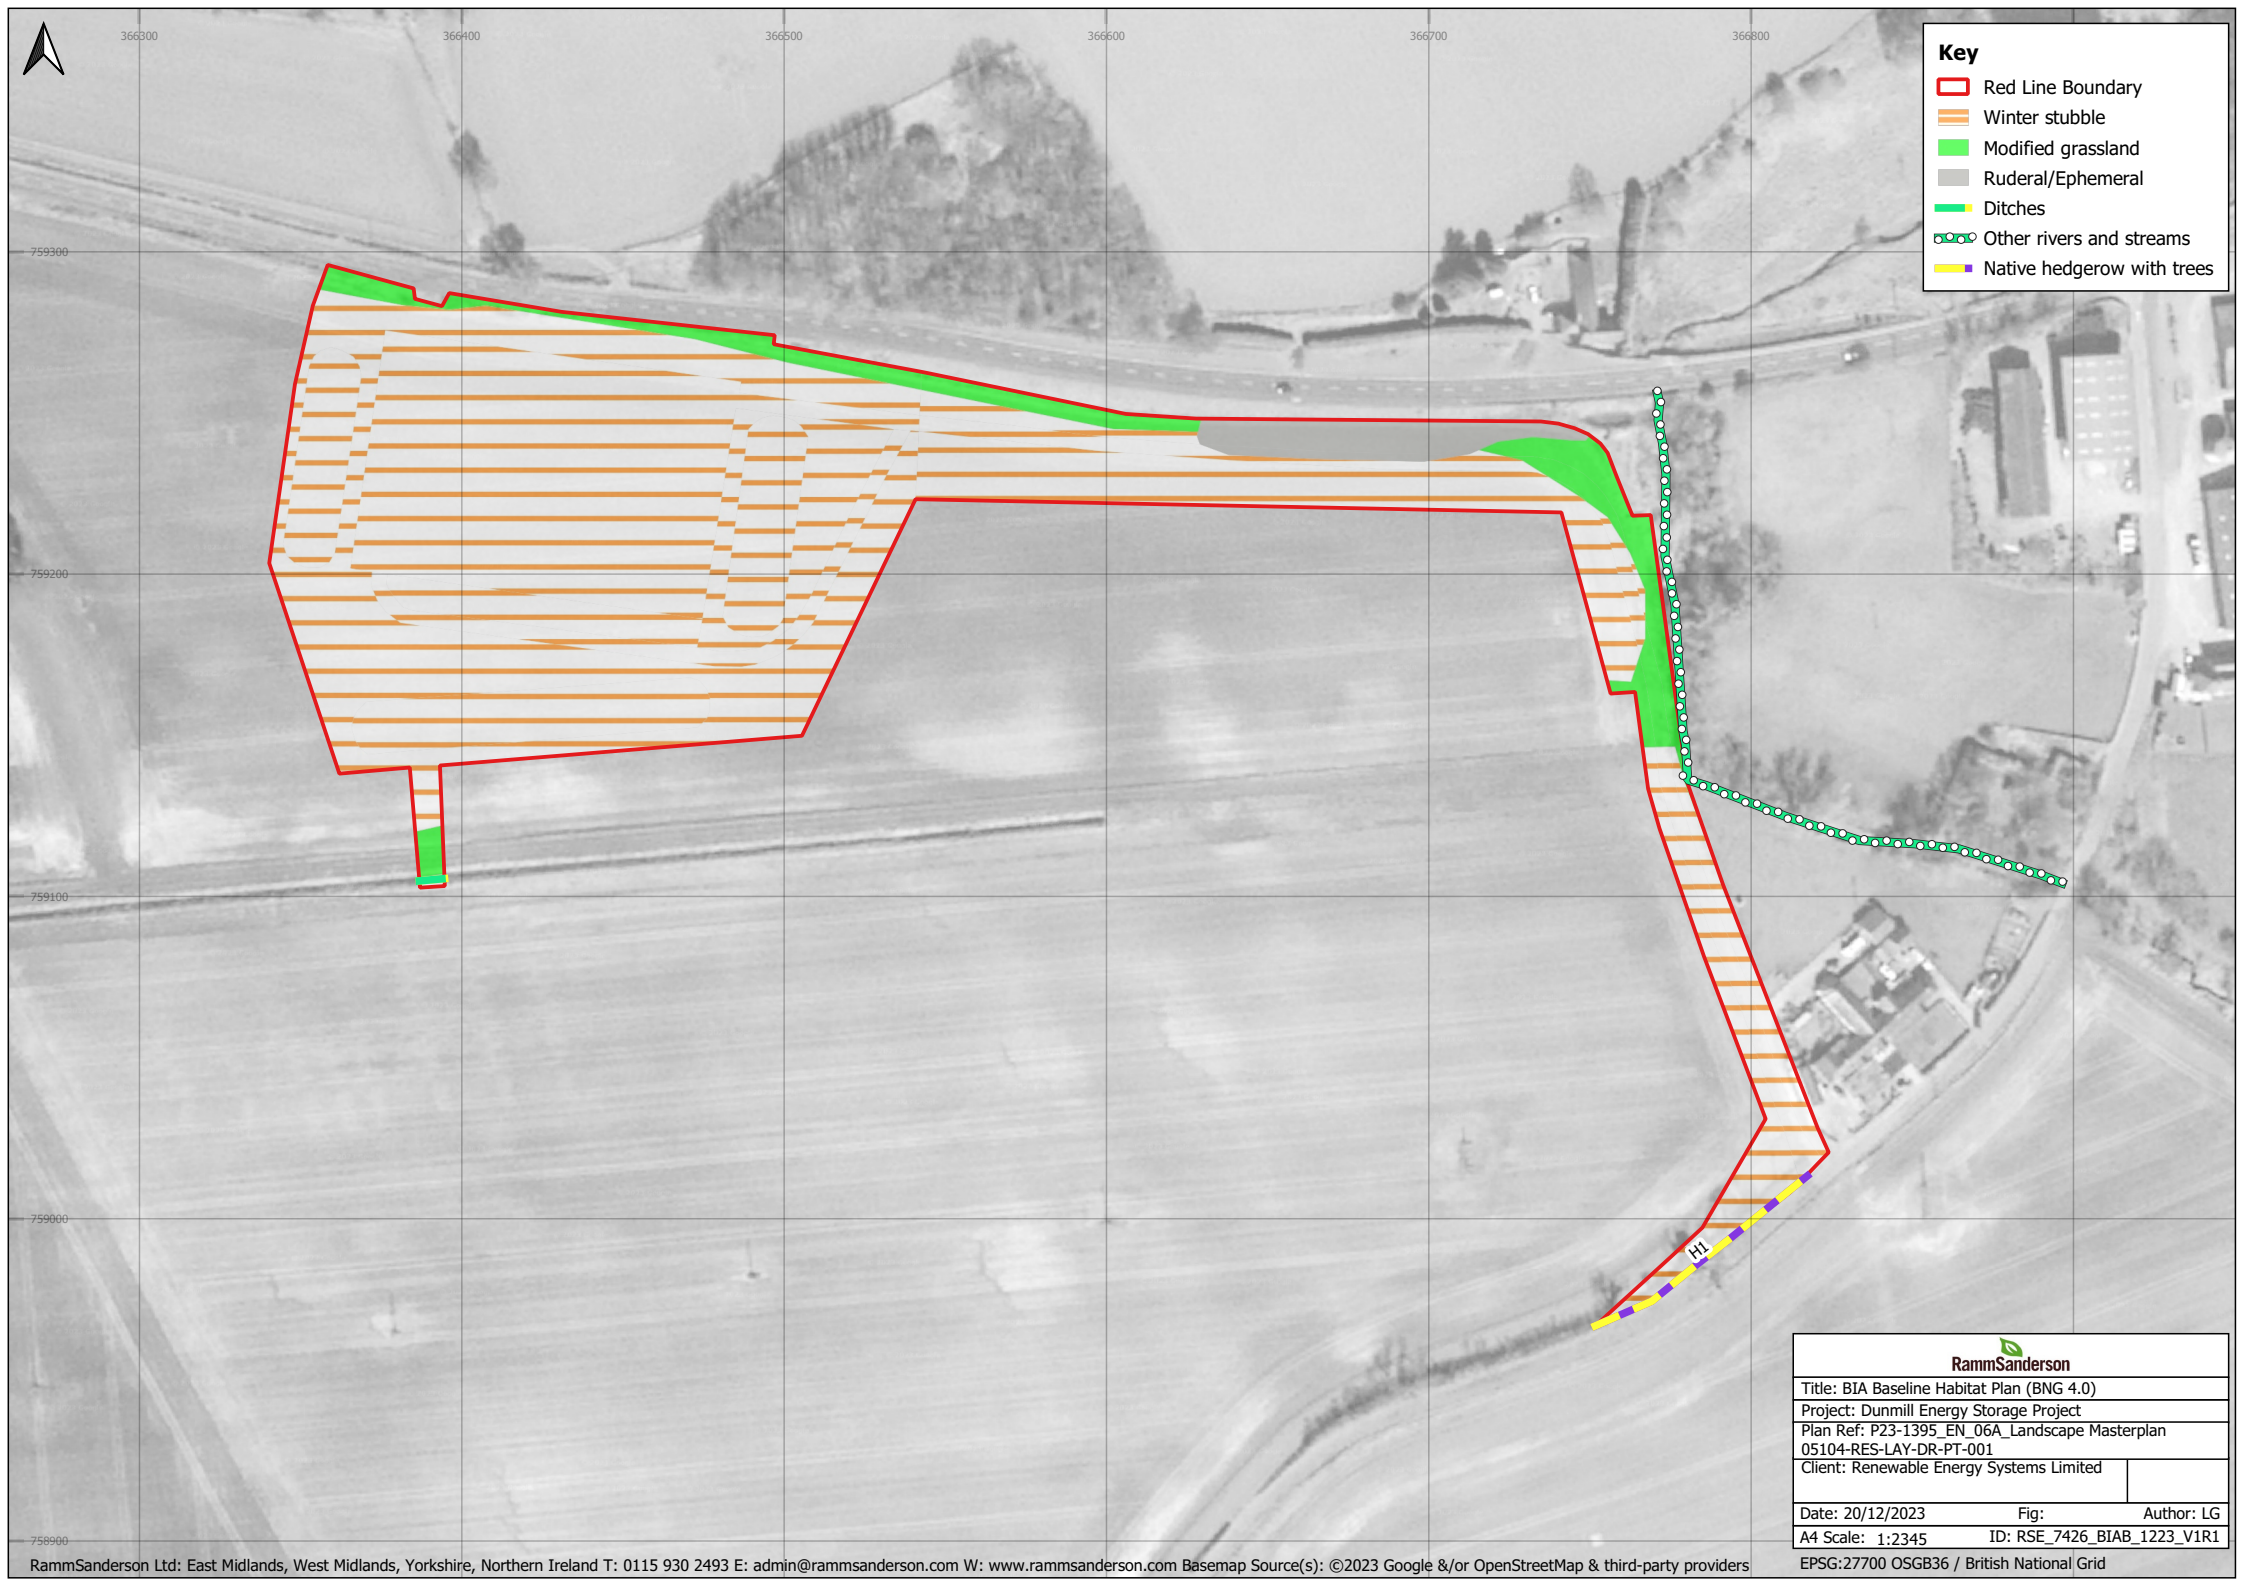 366300 366400 366500 366600 366700 366800
Key
Red Line Boundary
Winter stubble
Modified grassland
Ruderal/Ephemeral
Ditches
Other rivers and streams
Native hedgerow with trees
759300
759200
759100
759000
758900
H1
RammSanderson
Title: BIA Baseline Habitat Plan (BNG 4.0)
Project: Dunmill Energy Storage Project
Plan Ref: P23-1395_EN_06A_Landscape Masterplan
05104-RES-LAY-DR-PT-001
Client: Renewable Energy Systems Limited
Date: 20/12/2023 Fig: Author: LG
A4 Scale: 1:2345 ID: RSE_7426_BIAB_1223_V1R1
RammSanderson Ltd: East Midlands, West Midlands, Yorkshire, Northern Ireland T: 0115 930 2493 E: admin@rammsanderson.com W: www.rammsanderson.com Basemap Source(s): ©2023 Google &/or OpenStreetMap & third-party providers
EPSG:27700 OSGB36 / British National Grid